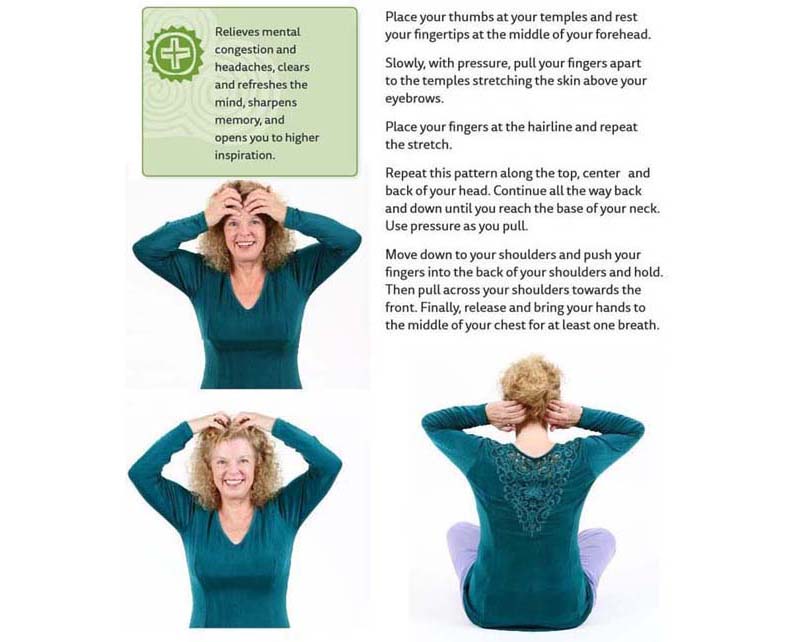 Relieves mental
congestion and
headaches, clears
and refreshes the
mind, sharpens
memory, and
opens you to higher
inspiration.
Place your thumbs at your temples and rest
your fingertips at the middle of your forehead.
Slowly, with pressure, pull your fingers apart
to the temples stretching the skin above your
eyebrows.
Place your fingers at the hairline and repeat
the stretch.
Repeat this pattern along the top, center and
back of your head. Continue all the way back
and down until you reach the base of your neck.
Use pressure as you pull.
Move down to your shoulders and push your
fingers into the back of your shoulders and hold.
Then pull across your shoulders towards the
front. Finally, release and bring your hands to
the middle of your chest for at least one breath.